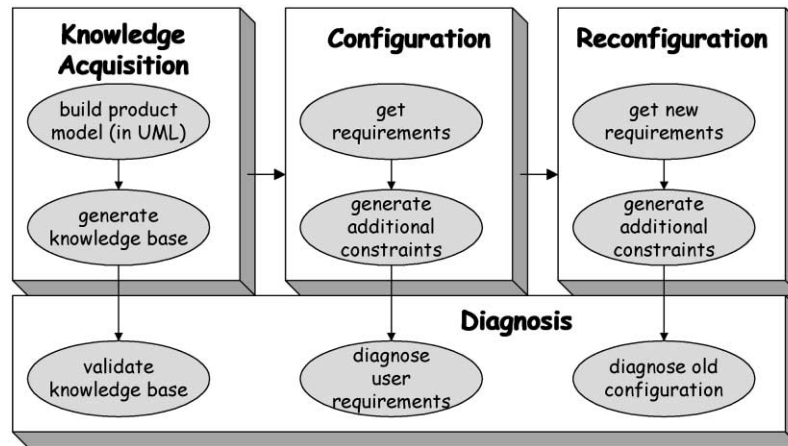 Knowledge
Acquisition
build product
model (in UML)
generate
knowledge base
Configuration
get
requirements
generate
additional
constraints
Reconfiguration
get new
requirements
generate
additional
constraints
Diagnosis
validate
knowledge base
diagnose
user
requirements
diagnose old
configuration